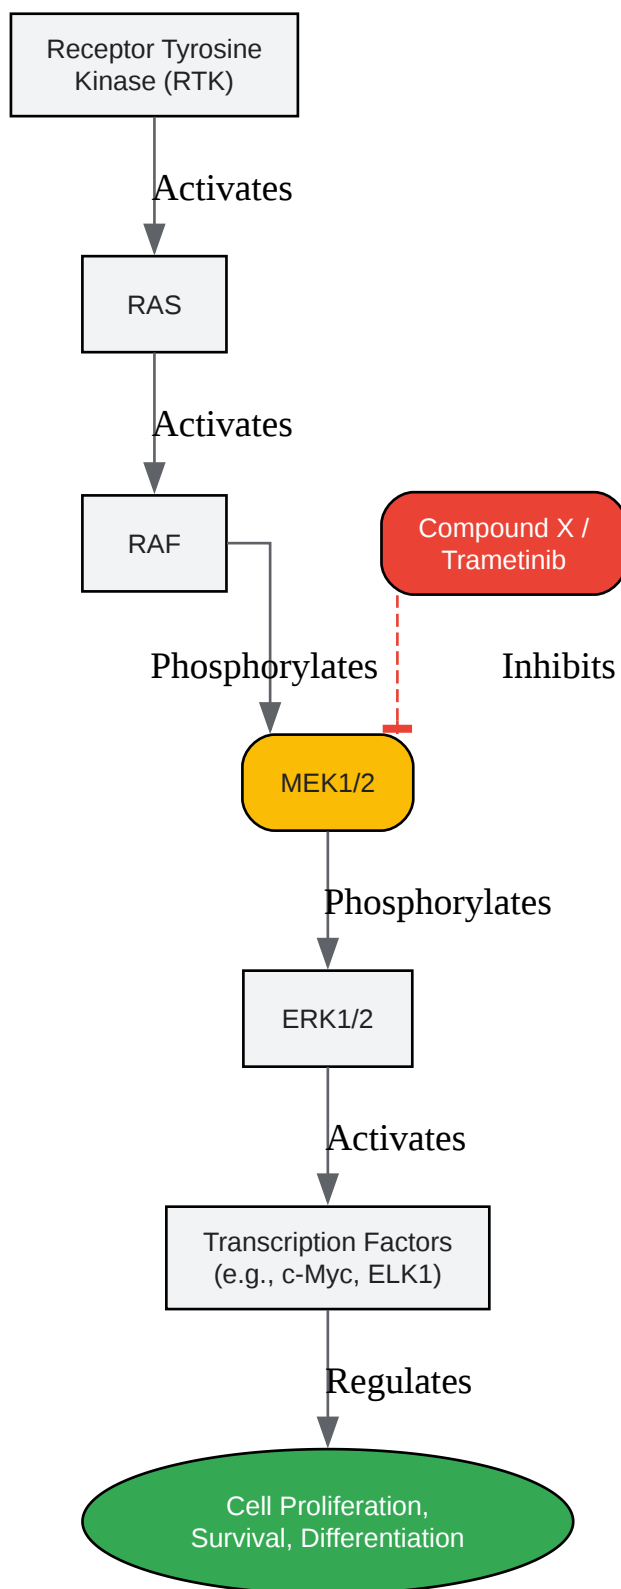 Receptor Tyrosine
Kinase (RTK)
Activates
RAS
Activates
RAF
Compound X /
Trametinib
Phosphorylates
Inhibits
MEK1/2
Phosphorylates
ERK1/2
Activates
Transcription Factors
(e.g., c-Myc, ELK1)
Regulates
Cell Proliferation,
Survival, Differentiation